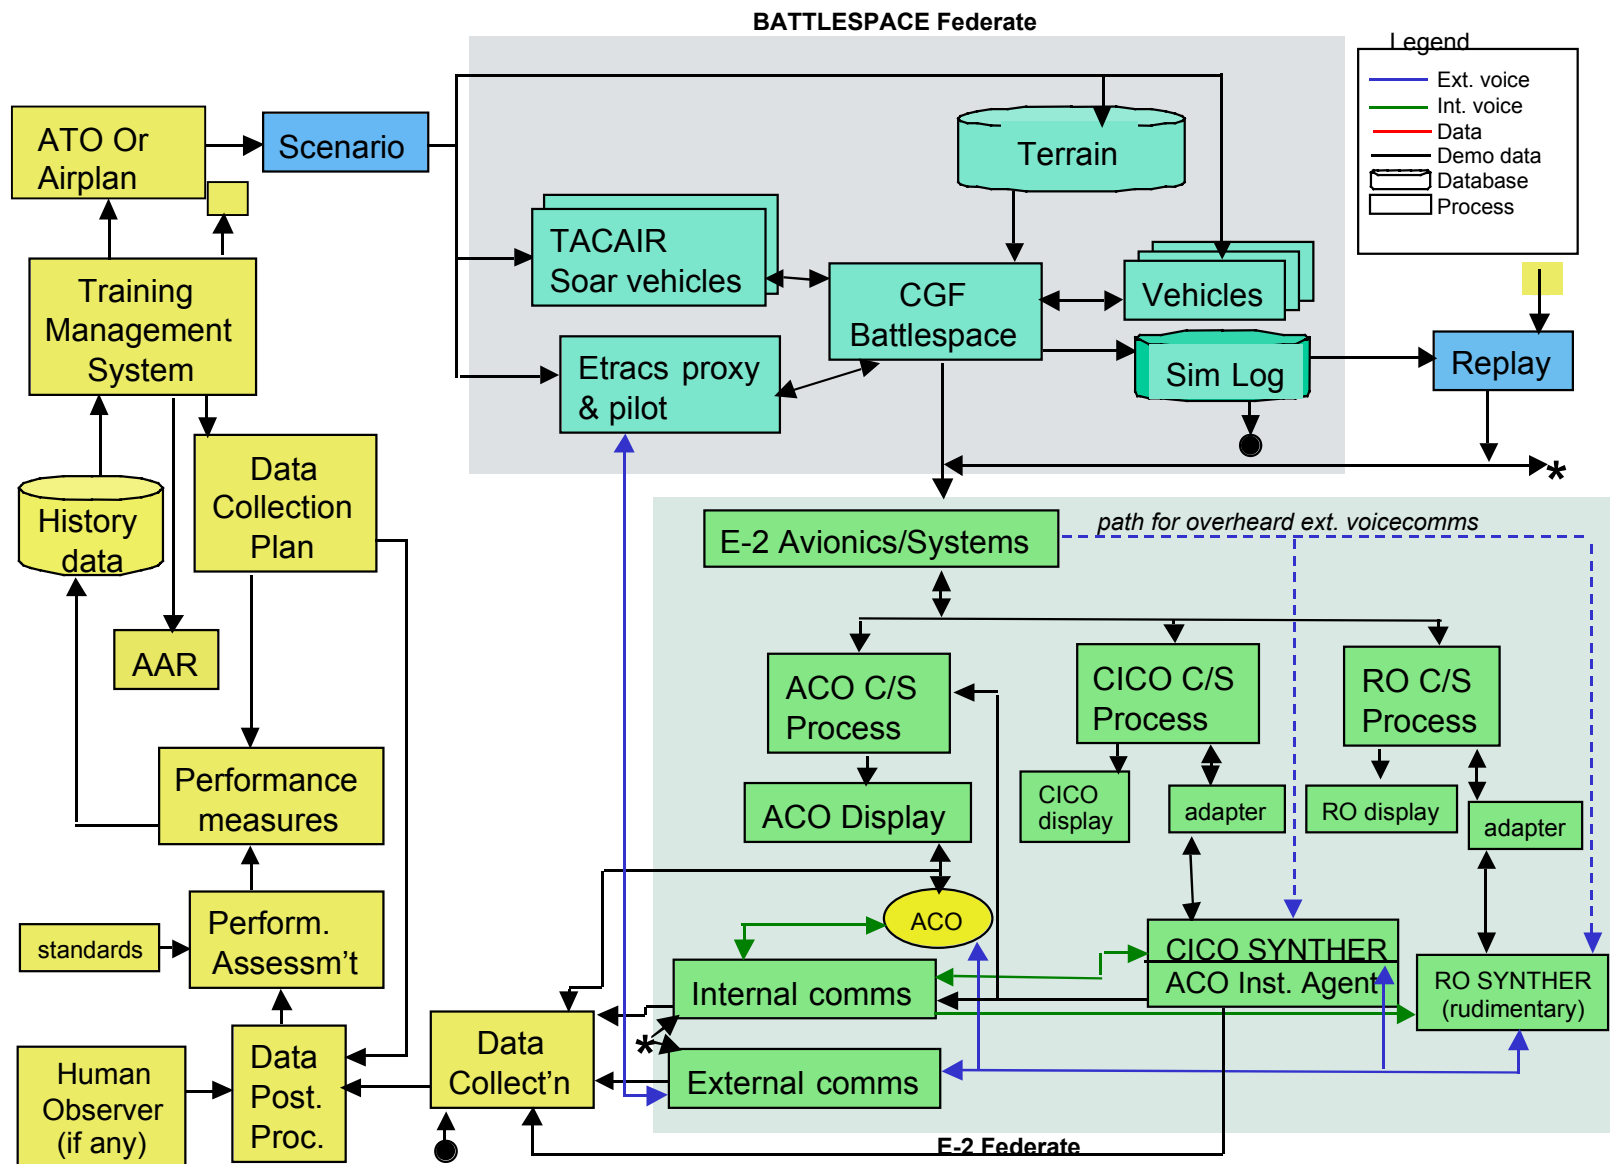 BATTLESPACE Federate
Legend
Ext. voice
Int. voice
Data
Demo data
Database
Process
ATO Or
Airplan
Scenario
Terrain
TACAIR
Soar vehicles
CGF
Battlespace
Vehicles
Training
Management
System
Etracs proxy
& pilot
Sim Log
Replay
*
Data
Collection
Plan
History
data
AAR
E-2 Avionics/Systems
path for overheard ext. voicecomms
ACO C/S
Process
CICO C/S
Process
RO C/S
Process
Performance
measures
ACO Display
CICO
display
adapter
RO display
adapter
ACO
standards
Perform.
Assessm't
CICO SYNTHER
ACO Inst. Agent
RO SYNTHER
(rudimentary)
Internal comms
*
Human
Observer
(if any)
Data
Post.
Proc.
Data
Collect'n
External comms
E-2 Federate